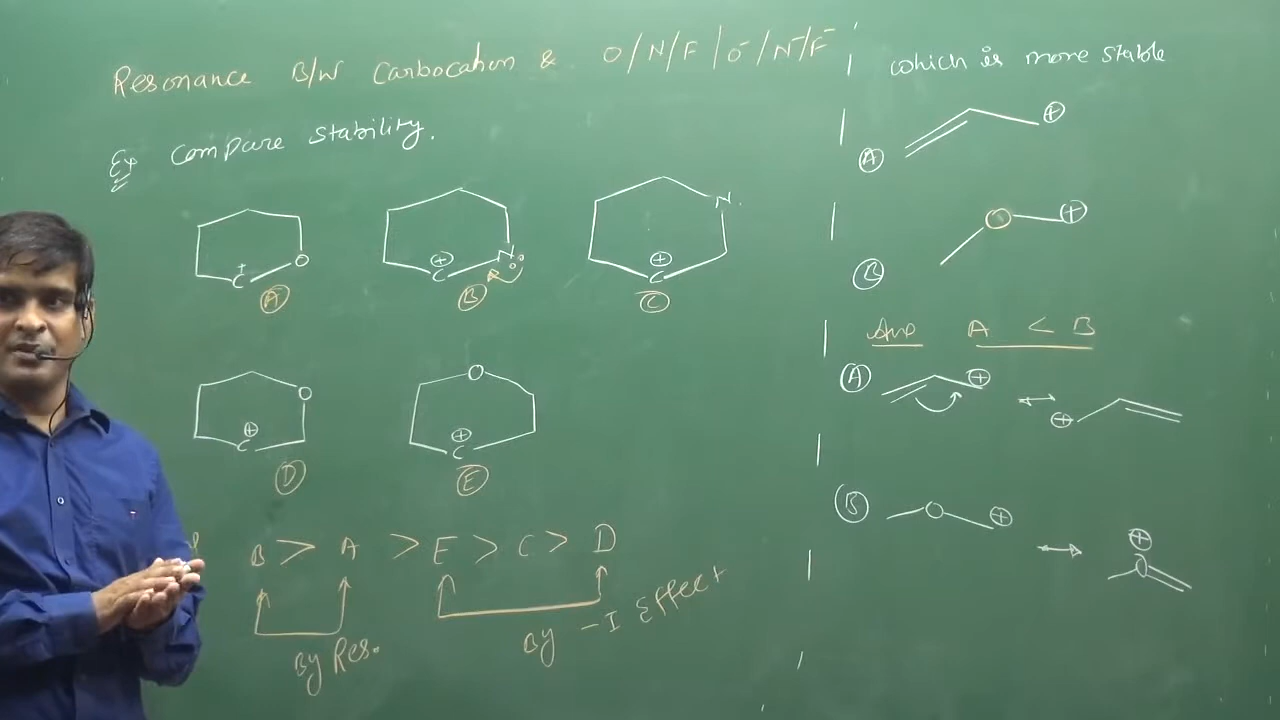 Resonance B/W Carbocation & O/N/F | O⁻/N⁻/F⁻
Ex Compare stability.
C + O
A
C ⊕ N
B
C ⊕ N
C
C ⊕ O
D
C ⊕ O
E
B > A > E > C > D
By Res.
By -I Effect
which is more stable
A ⊕
B O ⊕
Ans A < B
A ⊕ ↔ ⊕
B O ⊕ ↔ O ⊕